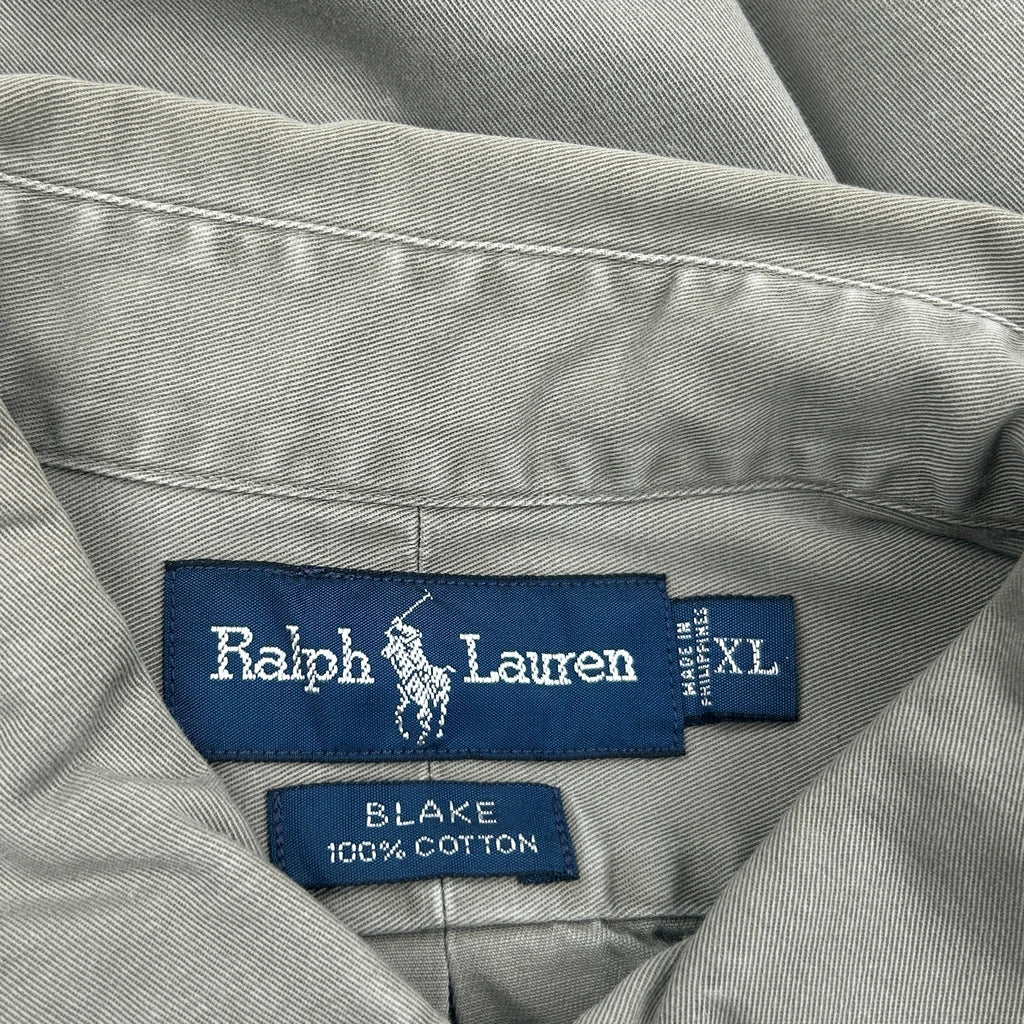 Ralph Lauren
MADE IN
PHILIPPINES
XL
BLAKE
100% COTTON